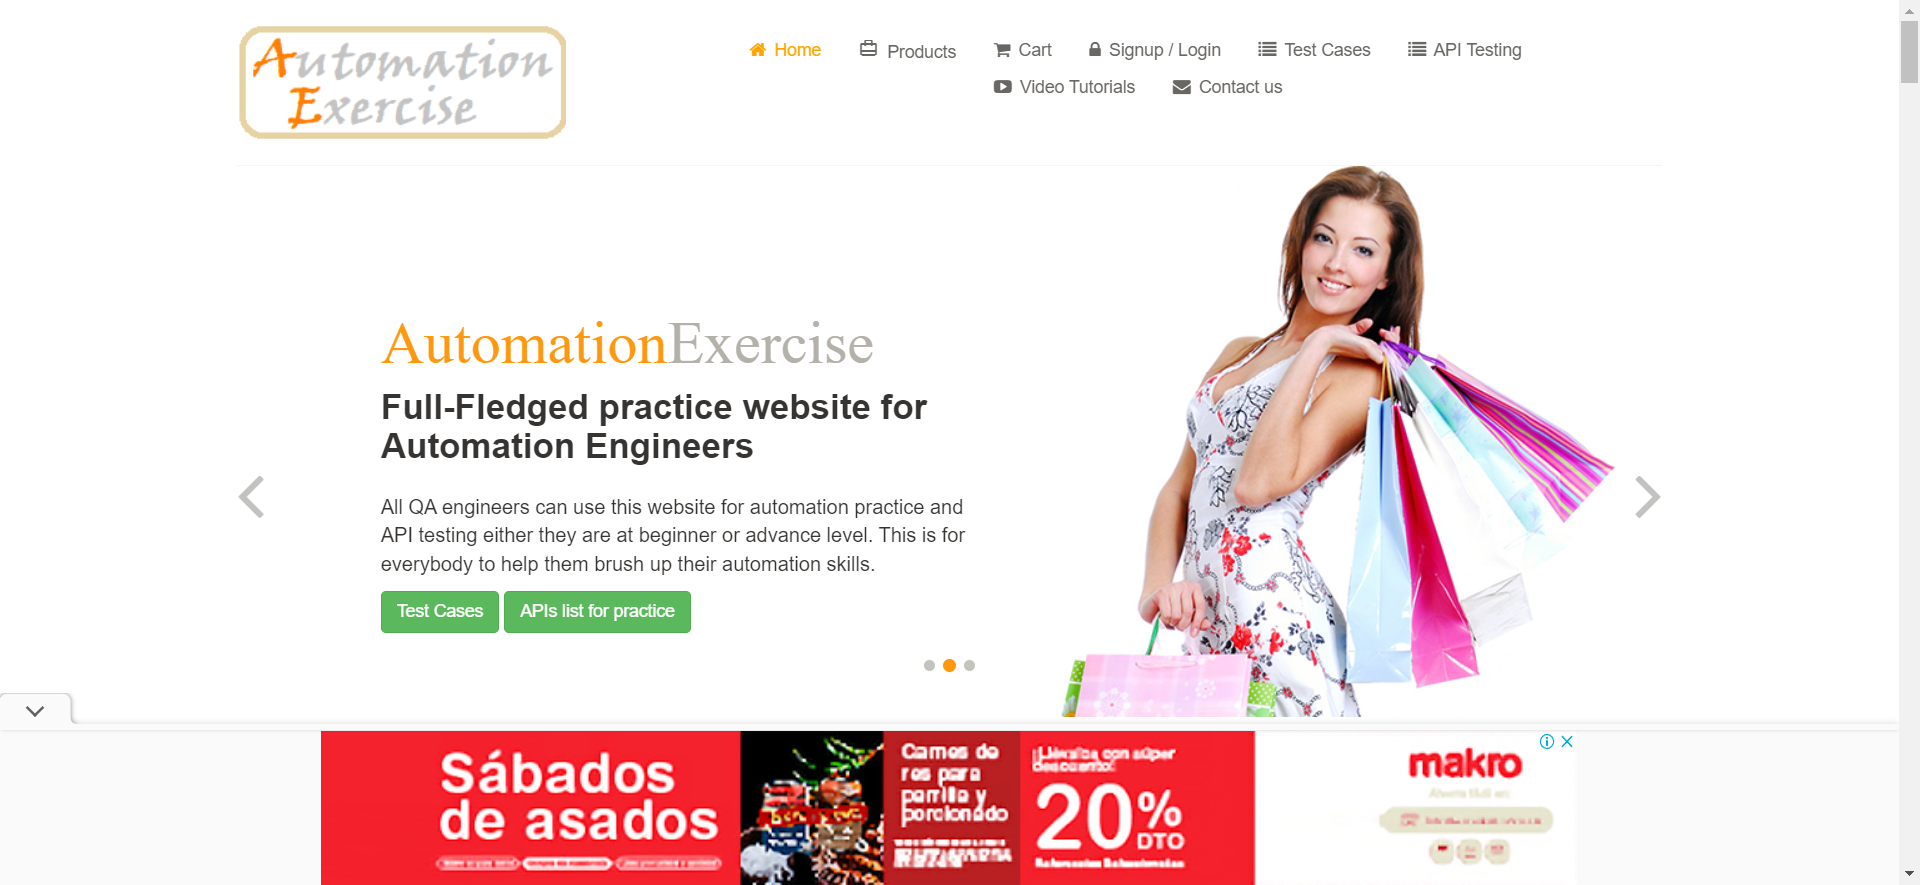 Automation
Exercise
Home
Products
Cart
Signup / Login
Test Cases
API Testing
Video Tutorials
Contact us
AutomationExercise
Full-Fledged practice website for
Automation Engineers
All QA engineers can use this website for automation practice and
API testing either they are at beginner or advance level. This is for
everybody to help them brush up their automation skills.
Test Cases
APIs list for practice
Sábados
de asados
Carnes de
res para
parrilla y
porcionado
¡Llévalos con súper
descuento!
20%
DTO
makro